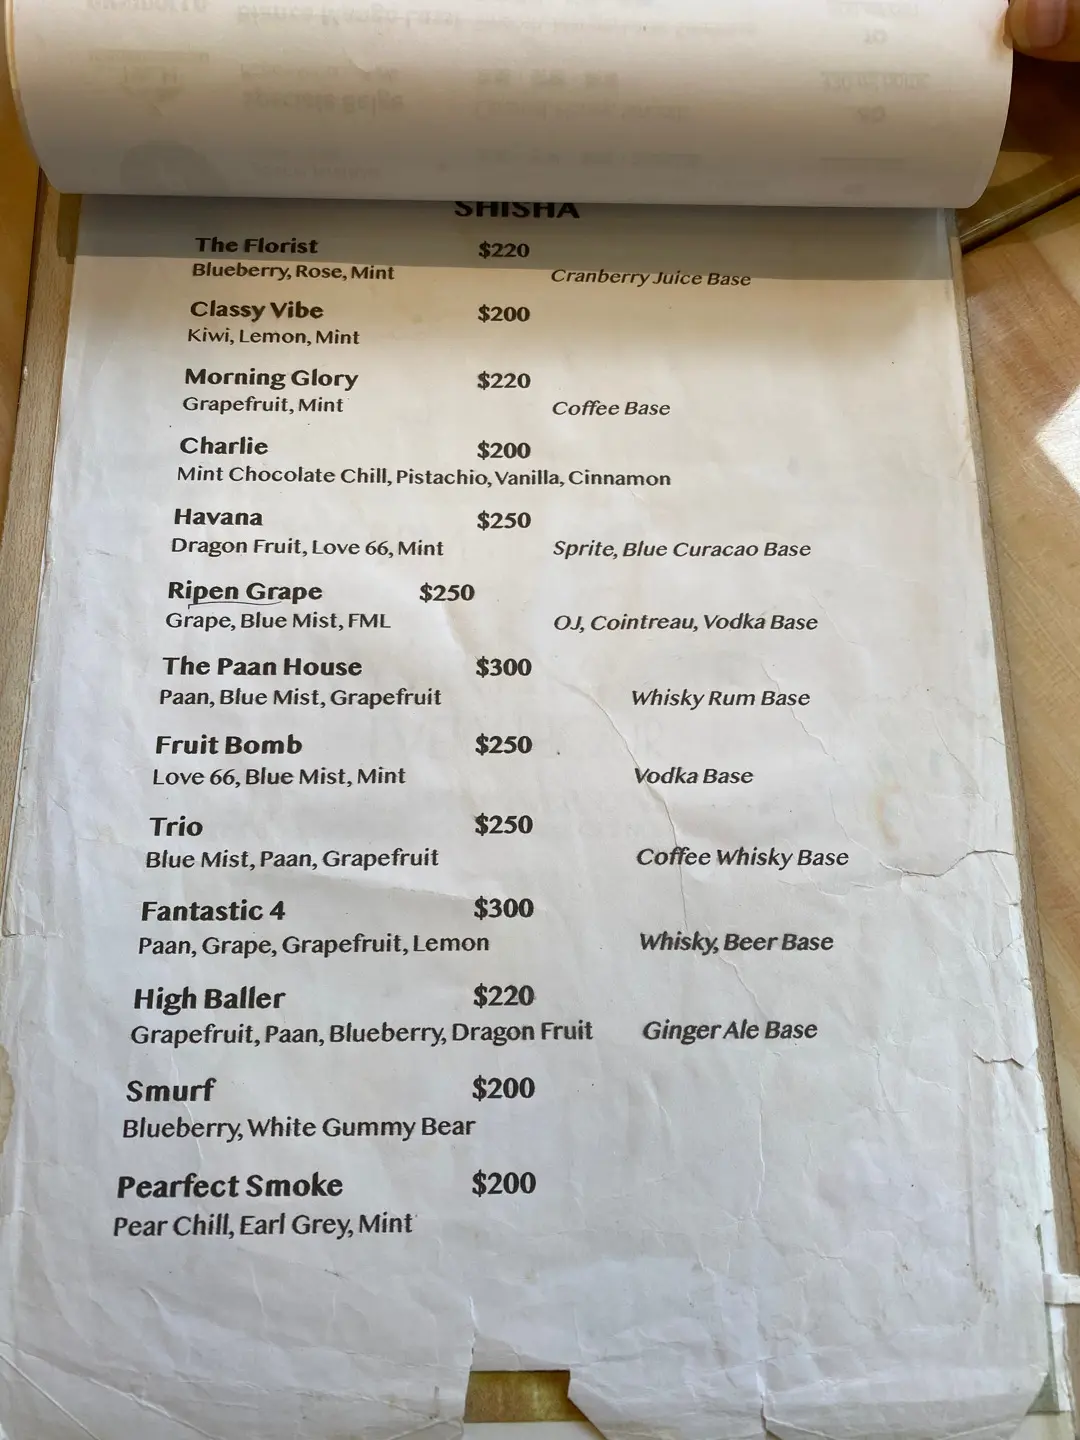 SHISHA
The Florist $220
Blueberry, Rose, Mint Cranberry Juice Base
Classy Vibe $200
Kiwi, Lemon, Mint
Morning Glory $220
Grapefruit, Mint Coffee Base
Charlie $200
Mint Chocolate Chill, Pistachio, Vanilla, Cinnamon
Havana $250
Dragon Fruit, Love 66, Mint Sprite, Blue Curacao Base
Ripen Grape $250
Grape, Blue Mist, FML OJ, Cointreau, Vodka Base
The Paan House $300
Paan, Blue Mist, Grapefruit Whisky Rum Base
Fruit Bomb $250
Love 66, Blue Mist, Mint Vodka Base
Trio $250
Blue Mist, Paan, Grapefruit Coffee Whisky Base
Fantastic 4 $300
Paan, Grape, Grapefruit, Lemon Whisky, Beer Base
High Baller $220
Grapefruit, Paan, Blueberry, Dragon Fruit Ginger Ale Base
Smurf $200
Blueberry, White Gummy Bear
Pearfect Smoke $200
Pear Chill, Earl Grey, Mint